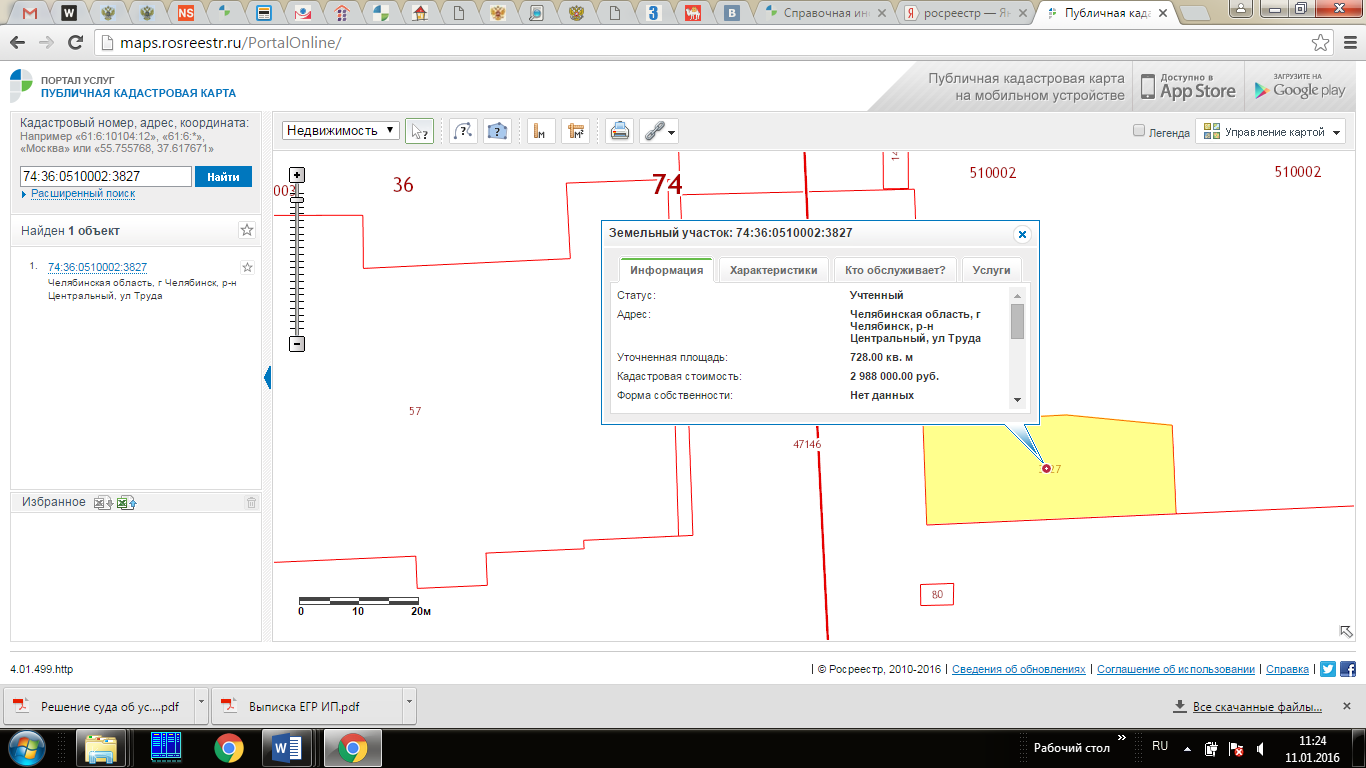 W
NS
3
B
Справочная ин
росреестр — Як
Публичная када
maps.rosreestr.ru/PortalOnline/
ПОРТАЛ УСЛУГ
ПУБЛИЧНАЯ КАДАСТРОВАЯ КАРТА
Публичная кадастровая карта
на мобильном устройстве
ДОСТУПНО В
App Store
ЗАГРУЗИТЕ НА
Google play
Кадастровый номер, адрес, координата:
Например «61:6:10104:12», «61:6:*»,
«Москва» или «55.755768, 37.617671»
74:36:0510002:3827
Найти
Расширенный поиск
Найден 1 объект
1. 74:36:0510002:3827
Челябинская область, г Челябинск, р-н
Центральный, ул Труда
Избранное
Недвижимость
Легенда
Управление картой
36
74
510002
510002
Земельный участок: 74:36:0510002:3827
Информация
Характеристики
Кто обслуживает?
Услуги
Статус: Учтенный
Адрес: Челябинская область, г
Челябинск, р-н
Центральный, ул Труда
Уточненная площадь: 728.00 кв. м
Кадастровая стоимость: 2 988 000.00 руб.
Форма собственности: Нет данных
57
47146
80
0 10 20м
4.01.499.http
| © Росреестр, 2010-2016 | Сведения об обновлениях | Соглашение об использовании | Справка |
Решение суда об ус....pdf
Выписка ЕГР ИП.pdf
Все скачанные файлы...
Рабочий стол
RU
11:24
11.01.2016